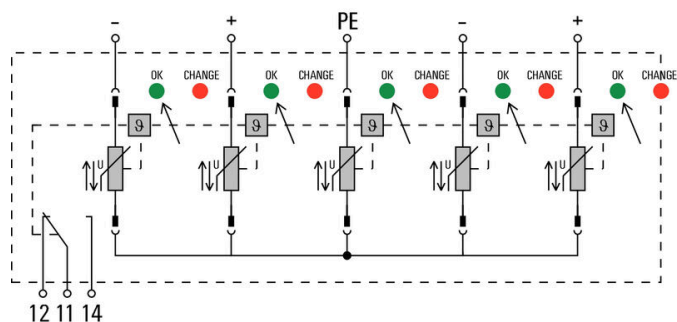 - + PE - +
OK CHANGE OK CHANGE OK CHANGE OK CHANGE OK CHANGE
ϑ ϑ ϑ ϑ ϑ
U U U U U
12 11 14